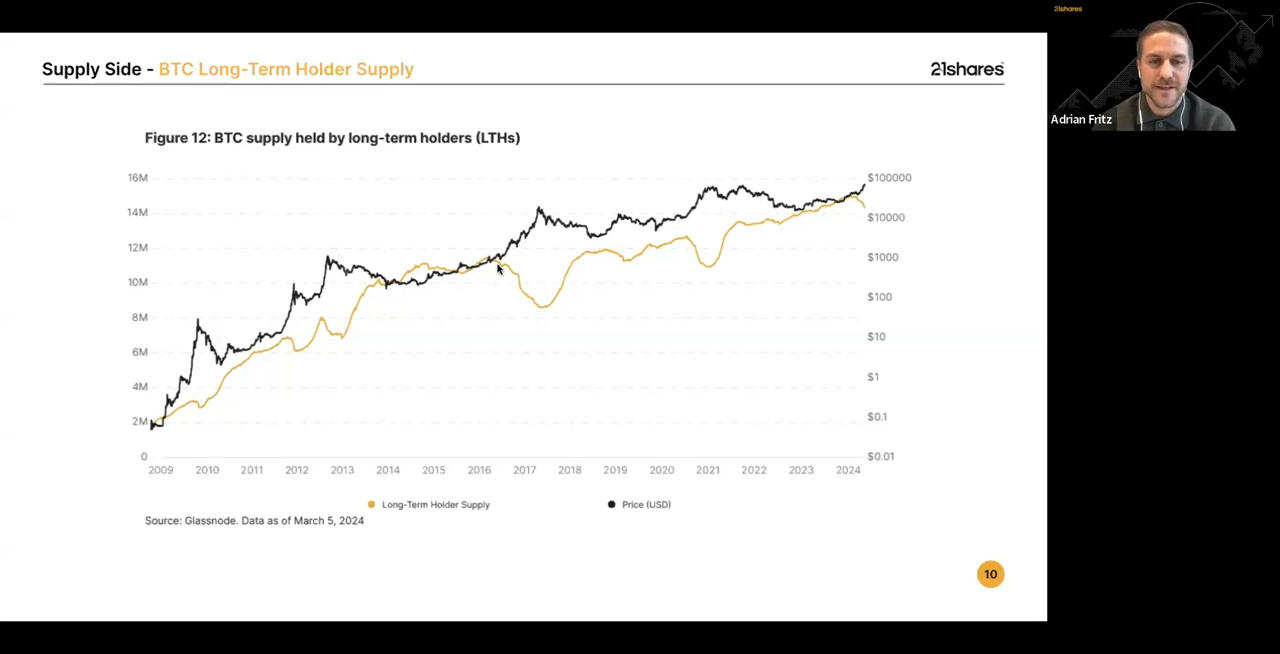 21shares
Adrian Fritz
Supply Side - BTC Long-Term Holder Supply
21shares
Figure 12: BTC supply held by long-term holders (LTHs)
16M
14M
12M
10M
8M
6M
4M
2M
0
$100000
$10000
$1000
$100
$10
$1
$0.1
$0.01
2009 2010 2011 2012 2013 2014 2015 2016 2017 2018 2019 2020 2021 2022 2023 2024
Long-Term Holder Supply Price (USD)
Source: Glassnode. Data as of March 5, 2024
10